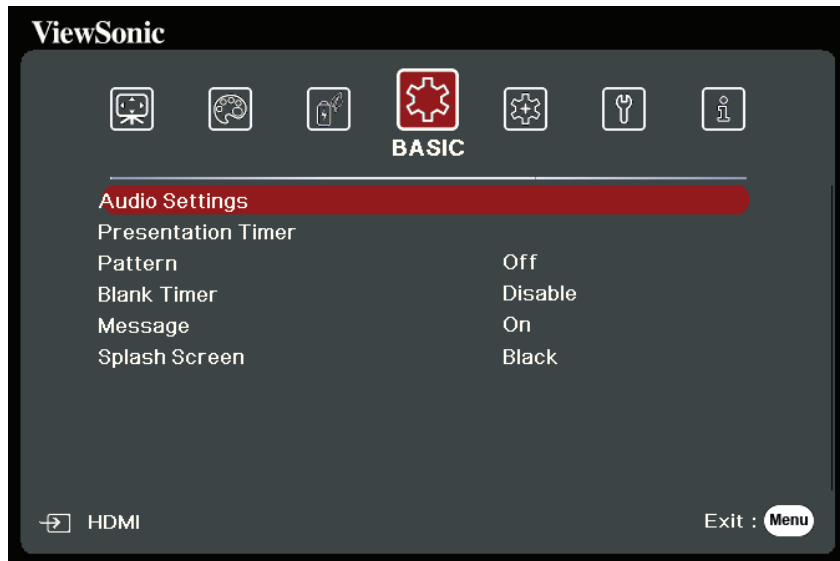 ViewSonic
BASIC
Audio Settings
Presentation Timer
Pattern Off
Blank Timer Disable
Message On
Splash Screen Black
HDMI Exit : Menu